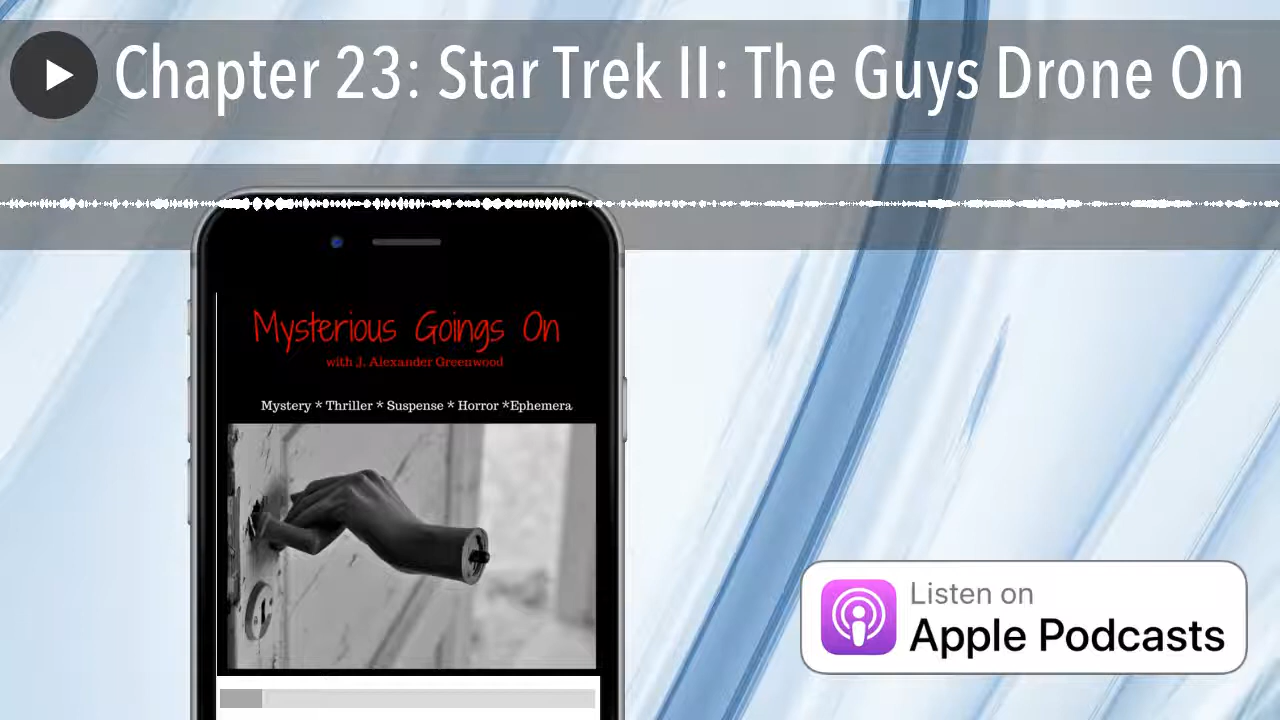 Chapter 23: Star Trek II: The Guys Drone On
Mysterious Goings On
with J. Alexander Greenwood
Mystery * Thriller * Suspense * Horror *Ephemera
Listen on
Apple Podcasts